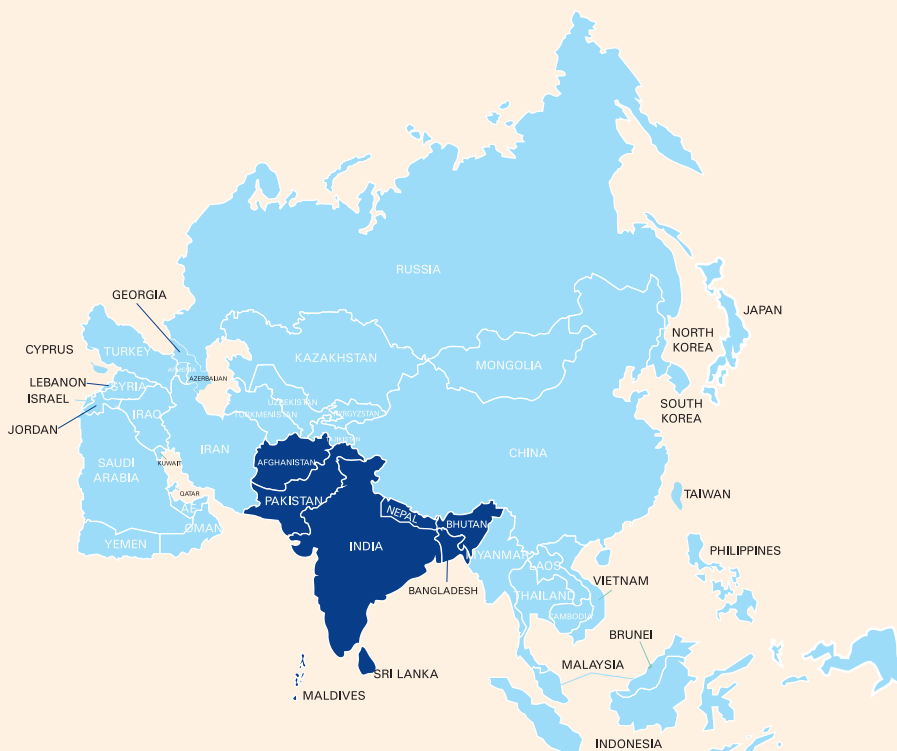 RUSSIA
GEORGIA
JAPAN
NORTH
KOREA
CYPRUS
TURKEY
KAZAKHSTAN
MONGOLIA
ARMENIA
AZERBAIJAN
LEBANON
SYRIA
ISRAEL
UZBEKISTAN
SOUTH
KOREA
JORDAN
IRAQ
TURKMENISTAN
KYRGYZSTAN
TAJIKISTAN
IRAN
CHINA
SAUDI
ARABIA
KUWAIT
AFGHANISTAN
QATAR
PAKISTAN
TAIWAN
AE
NEPAL
OMAN
BHUTAN
YEMEN
INDIA
MYANMAR
PHILIPPINES
LAOS
BANGLADESH
THAILAND
VIETNAM
CAMBODIA
BRUNEI
MALAYSIA
SRI LANKA
MALDIVES
INDONESIA